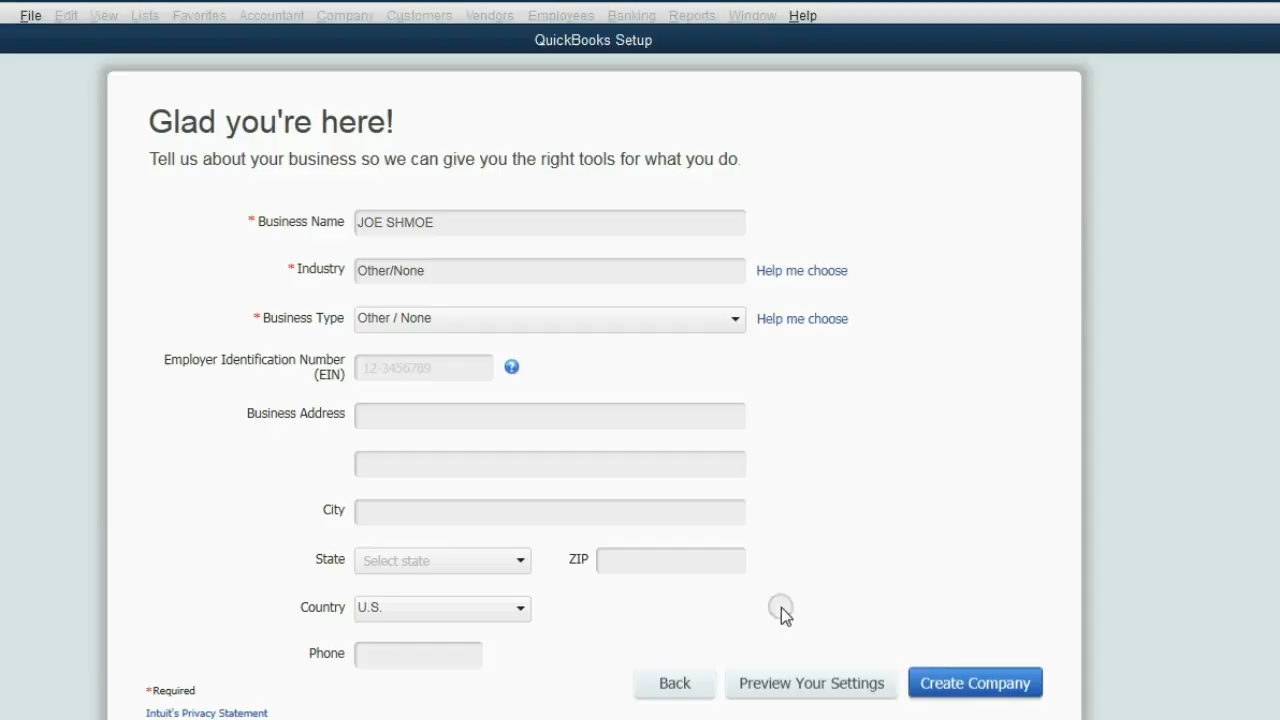 File Edit View Lists Favorites Accountant Company Customers Vendors Employees Banking Reports Window Help
QuickBooks Setup
Glad you're here!
Tell us about your business so we can give you the right tools for what you do.
* Business Name JOE SHMOE
* Industry Other/None Help me choose
* Business Type Other / None Help me choose
Employer Identification Number
(EIN) 12-3456789 ?
Business Address
City
State Select state ZIP
Country U.S.
Phone
Back Preview Your Settings Create Company
*Required
Intuit's Privacy Statement